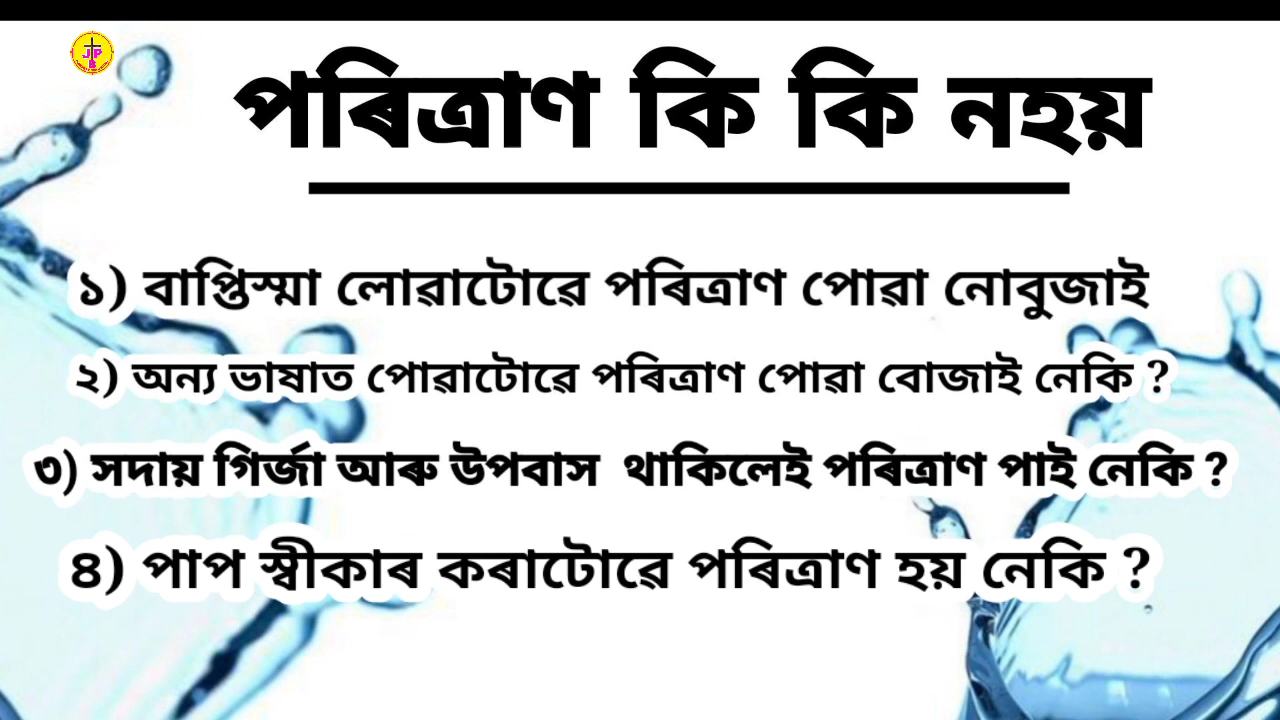 পৰিত্ৰাণ কি কি নহয়
১) বাপ্তিস্মা লোৱাটোৱে পৰিত্ৰাণ পোৱা নোবুজাই
২) অন্য ভাষাত পোৱাটোৱে পৰিত্ৰাণ পোৱা বোজাই নেকি ?
৩) সদায় গিৰ্জা আৰু উপবাস থাকিলেই পৰিত্ৰাণ পাই নেকি ?
৪) পাপ স্বীকাৰ কৰাটোৱে পৰিত্ৰাণ হয় নেকি ?